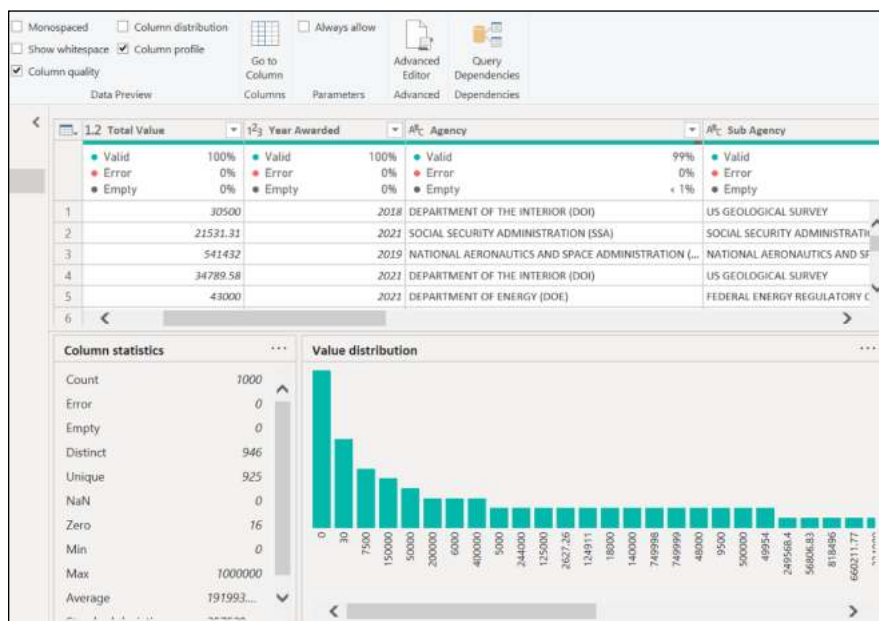 Monospaced Column distribution Always allow
Show whitespace Column profile
Column quality
Go to Column
Advanced Editor
Query Dependencies
Data Preview Columns Parameters Advanced Dependencies
1.2 Total Value 123 Year Awarded ABC Agency ABC Sub Agency
Valid 100% Valid 100% Valid 99% Valid
Error 0% Error 0% Error 0% Error
Empty 0% Empty 0% Empty < 1% Empty
1 30500 2018 DEPARTMENT OF THE INTERIOR (DOI) US GEOLOGICAL SURVEY
2 21531.31 2021 SOCIAL SECURITY ADMINISTRATION (SSA) SOCIAL SECURITY
3 541432 2019 NATIONAL AERONAUTICS AND SPACE ADMINISTRATION (... NATIONAL AERONAUTICS AND
4 34789.58 2021 DEPARTMENT OF THE INTERIOR (DOI) US GEOLOGICAL SURVEY
5 43000 2021 DEPARTMENT OF ENERGY (DOE) FEDERAL ENERGY REGULATORY
6
Column statistics ...
Count 1000
Error 0
Empty 0
Distinct 946
Unique 925
NaN 0
Zero 16
Min 0
Max 1000000
Average 191993....
Value distribution ...
0
30
7500
150000
50000
200000
6000
400000
5000
244000
125000
2627.26
124911
18000
140000
749998
749999
48000
9500
500000
49954
249568.4
56806.83
818496
660211.77